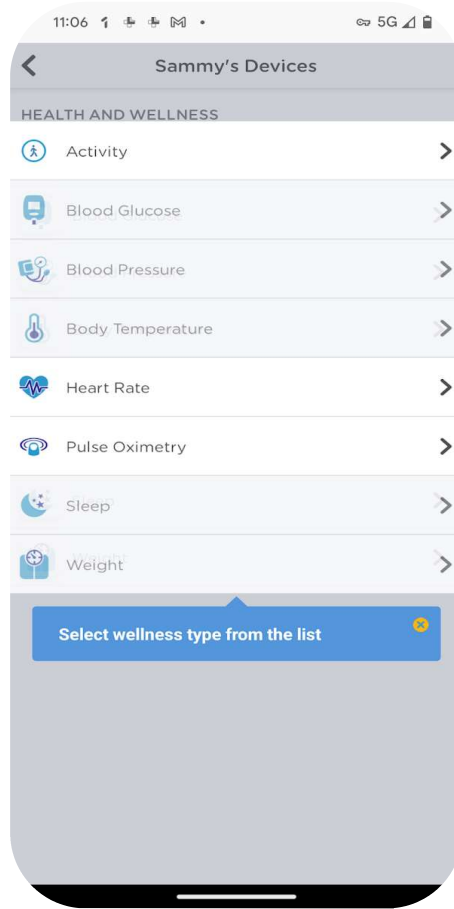 11:06
5G
Sammy's Devices
HEALTH AND WELLNESS
Activity
Blood Glucose
Blood Pressure
Body Temperature
Heart Rate
Pulse Oximetry
Sleep
Weight
Select wellness type from the list